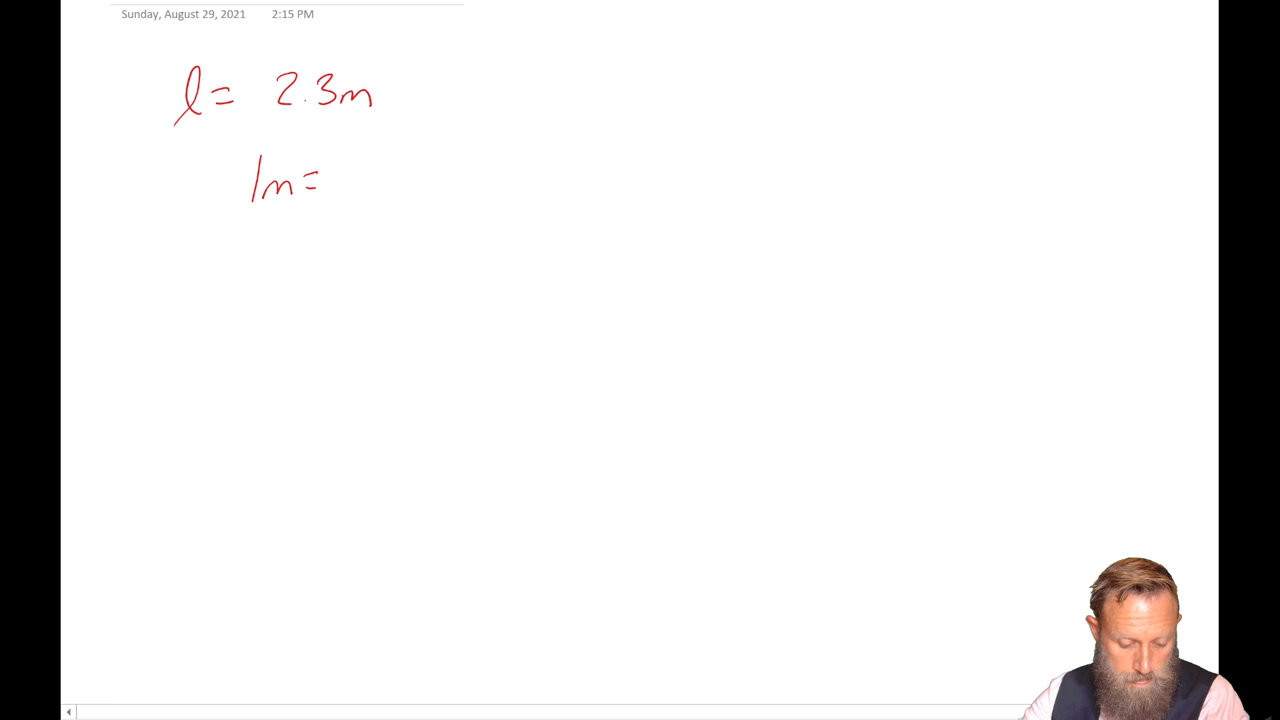 Sunday, August 29, 2021 2:15 PM
l = 2.3m
1m =